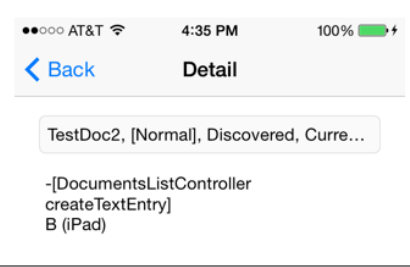 AT&T 4:35 PM 100%
Back Detail
TestDoc2, [Normal], Discovered, Curre...
-[DocumentsListController
createTextEntry]
B (iPad)